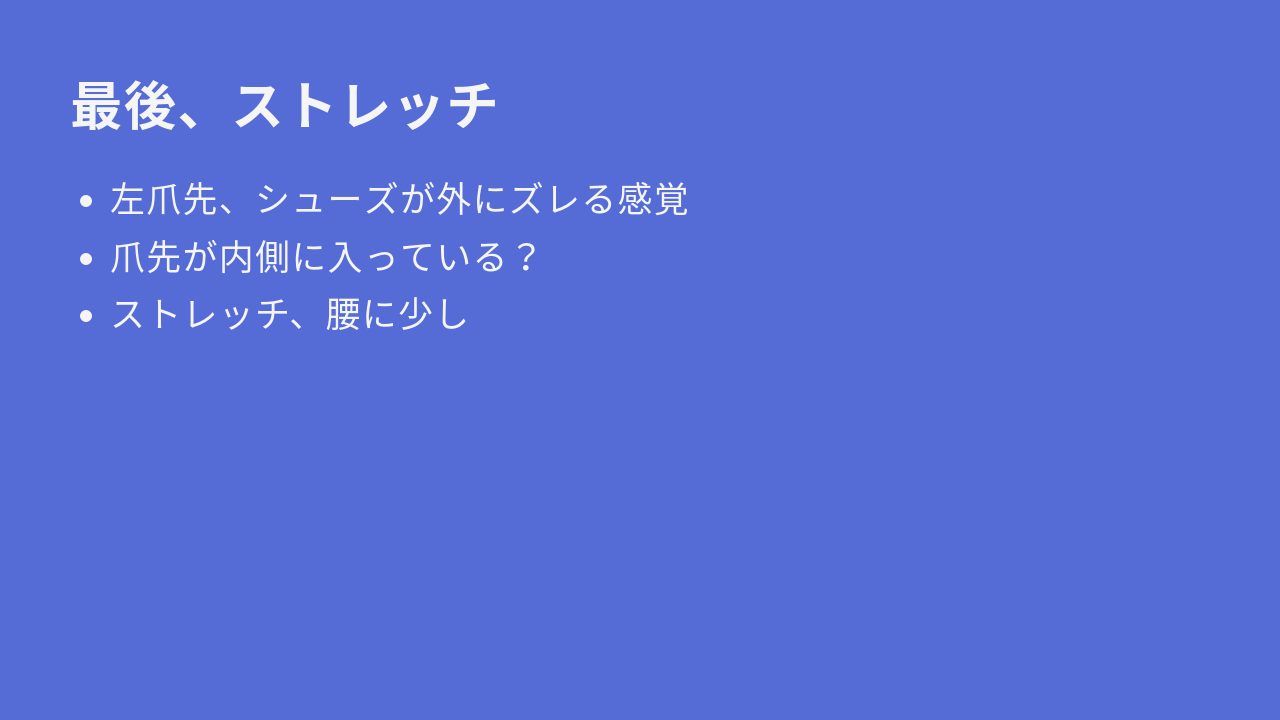 最後、ストレッチ
• 左爪先、シューズが外にズレる感覚
• 爪先が内側に入っている？
• ストレッチ、腰に少し